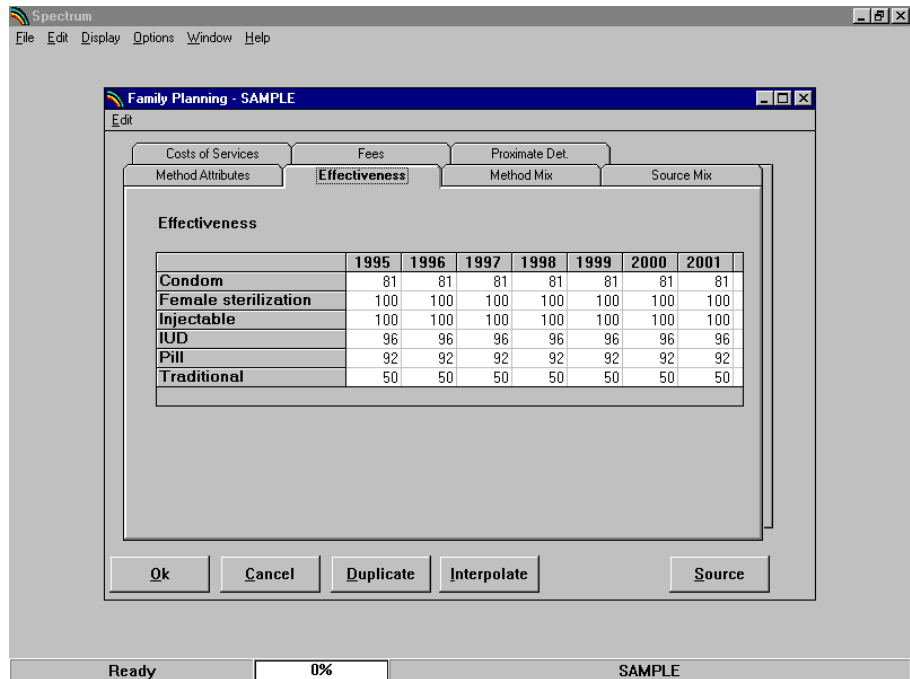 Spectrum
File Edit Display Options Window Help
Family Planning - SAMPLE
Edit
Costs of Services Fees Proximate Det.
Method Attributes Effectiveness Method Mix Source Mix
Effectiveness
1995 1996 1997 1998 1999 2000 2001
Condom 81 81 81 81 81 81 81
Female sterilization 100 100 100 100 100 100 100
Injectable 100 100 100 100 100 100 100
IUD 96 96 96 96 96 96 96
Pill 92 92 92 92 92 92 92
Traditional 50 50 50 50 50 50 50
Ok Cancel Duplicate Interpolate Source
Ready 0% SAMPLE